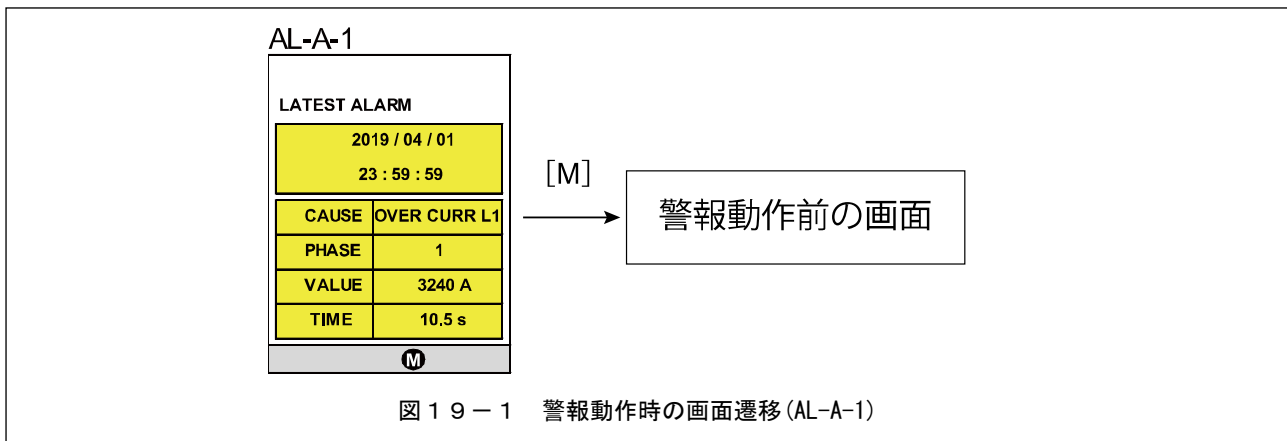 AL-A-1
LATEST ALARM
2019 / 04 / 01
23 : 59 : 59
CAUSE OVER CURR L1
PHASE 1
VALUE 3240 A
TIME 10.5 s
M
[M]
警報動作前の画面
図19-1 警報動作時の画面遷移(AL-A-1)